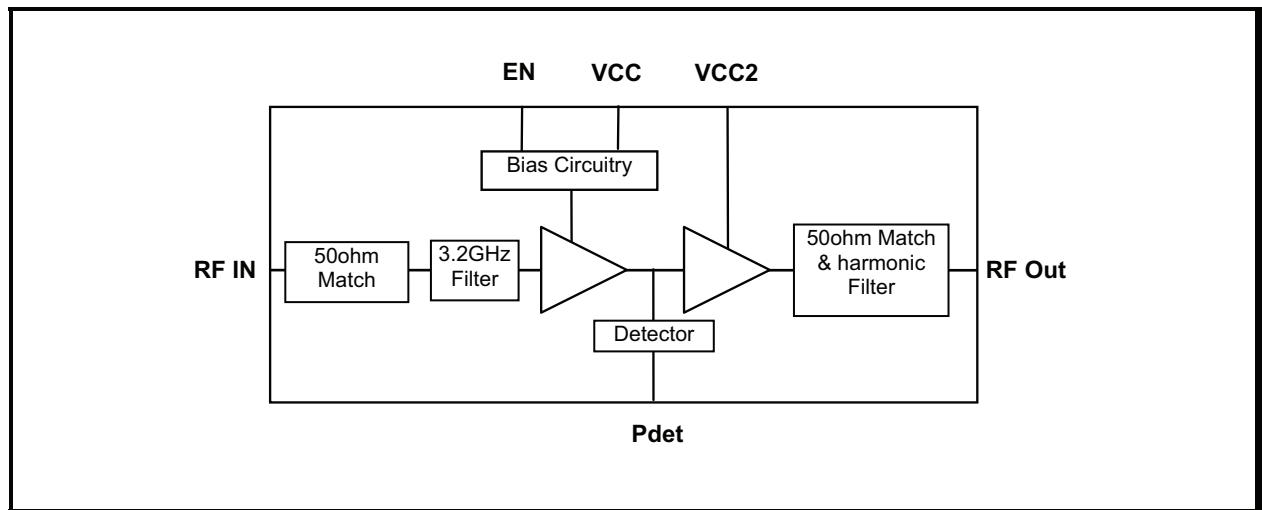 EN VCC VCC2
Bias Circuitry
RF IN
50ohm
Match
3.2GHz
Filter
50ohm Match
& harmonic
Filter
RF Out
Detector
Pdet